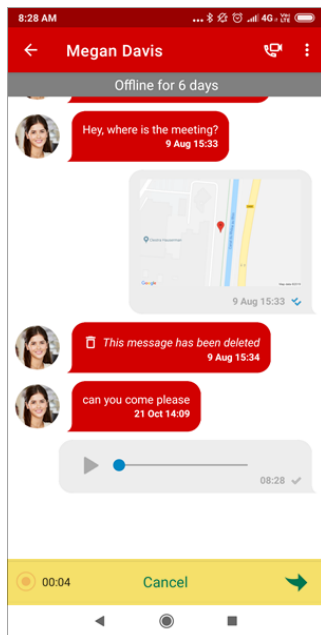 8:28 AM
... 4G+ Vo LTE
Megan Davis
Offline for 6 days
Hey, where is the meeting?
9 Aug 15:33
Google
9 Aug 15:33
This message has been deleted
9 Aug 15:34
can you come please
21 Oct 14:09
08:28
00:04
Cancel